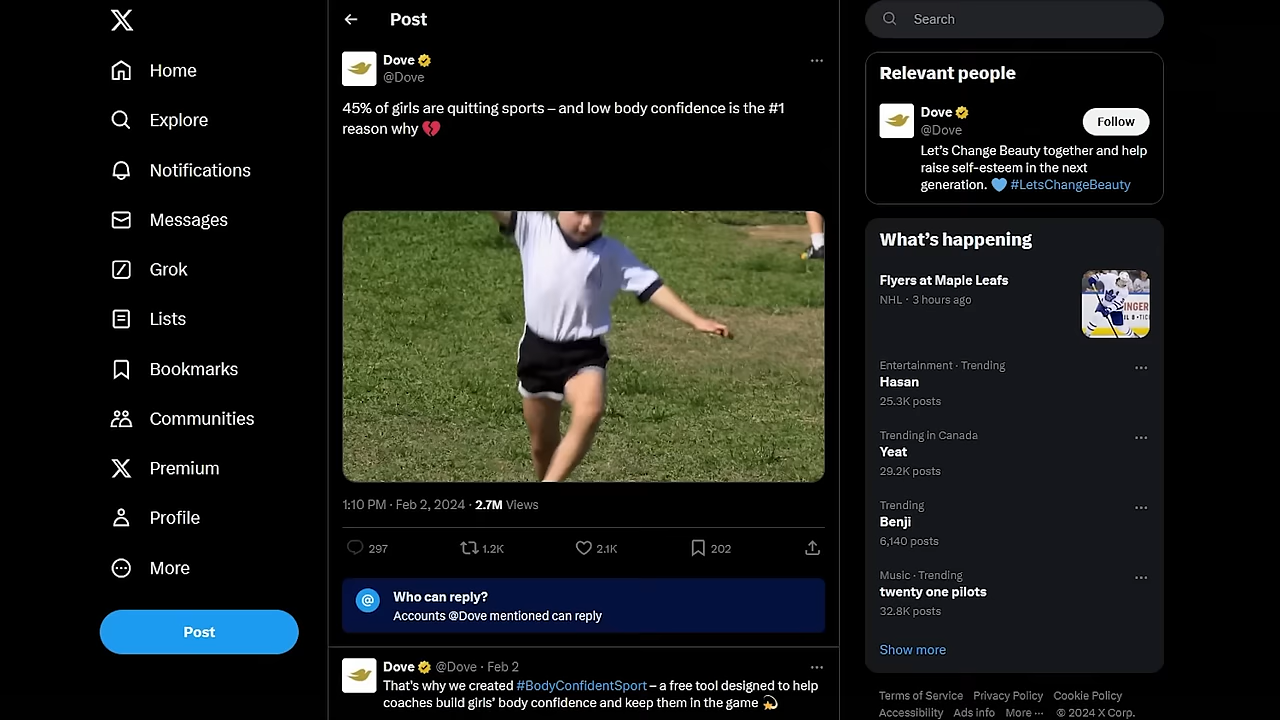 Post
Search
Dove
@Dove
45% of girls are quitting sports – and low body confidence is the #1
reason why 💔
Home
Explore
Notifications
Messages
Grok
Lists
Bookmarks
Communities
Premium
Profile
More
Post
1:10 PM · Feb 2, 2024 · 2.7M Views
297
1.2K
2.1K
202
Who can reply?
Accounts @Dove mentioned can reply
Dove @Dove · Feb 2
That's why we created #BodyConfidentSport – a free tool designed to help
coaches build girls' body confidence and keep them in the game 💫
Relevant people
Dove
@Dove
Follow
Let's Change Beauty together and help
raise self-esteem in the next
generation. 💙 #LetsChangeBeauty
What's happening
Flyers at Maple Leafs
NHL · 3 hours ago
Entertainment · Trending
Hasan
25.3K posts
Trending in Canada
Yeat
29.2K posts
Trending
Benji
6,140 posts
Music · Trending
twenty one pilots
32.8K posts
Show more
Terms of Service Privacy Policy Cookie Policy
Accessibility Ads info More ··· © 2024 X Corp.